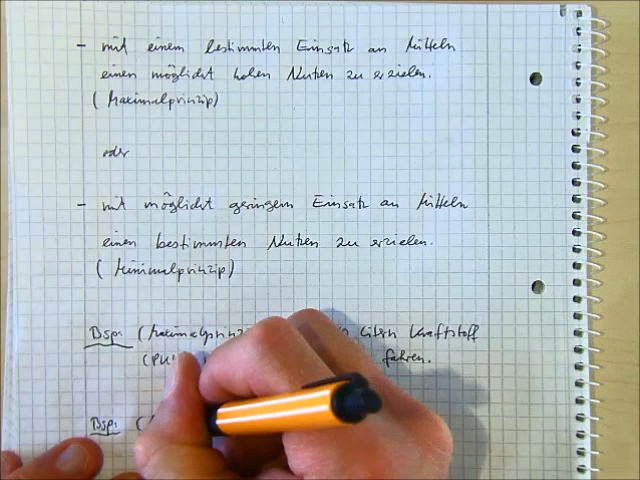 - mit einem bestimmten Einsatz an Mitteln
einen möglichst hohen Nutzen zu erzielen.
(Maximalprinzip)
oder
- mit möglichst geringem Einsatz an Mitteln
einen bestimmten Nutzen zu erzielen.
(Minimalprinzip)
Bsp: (Maximalprinzip Litern Kraftstoff
fahren.
Bsp: (